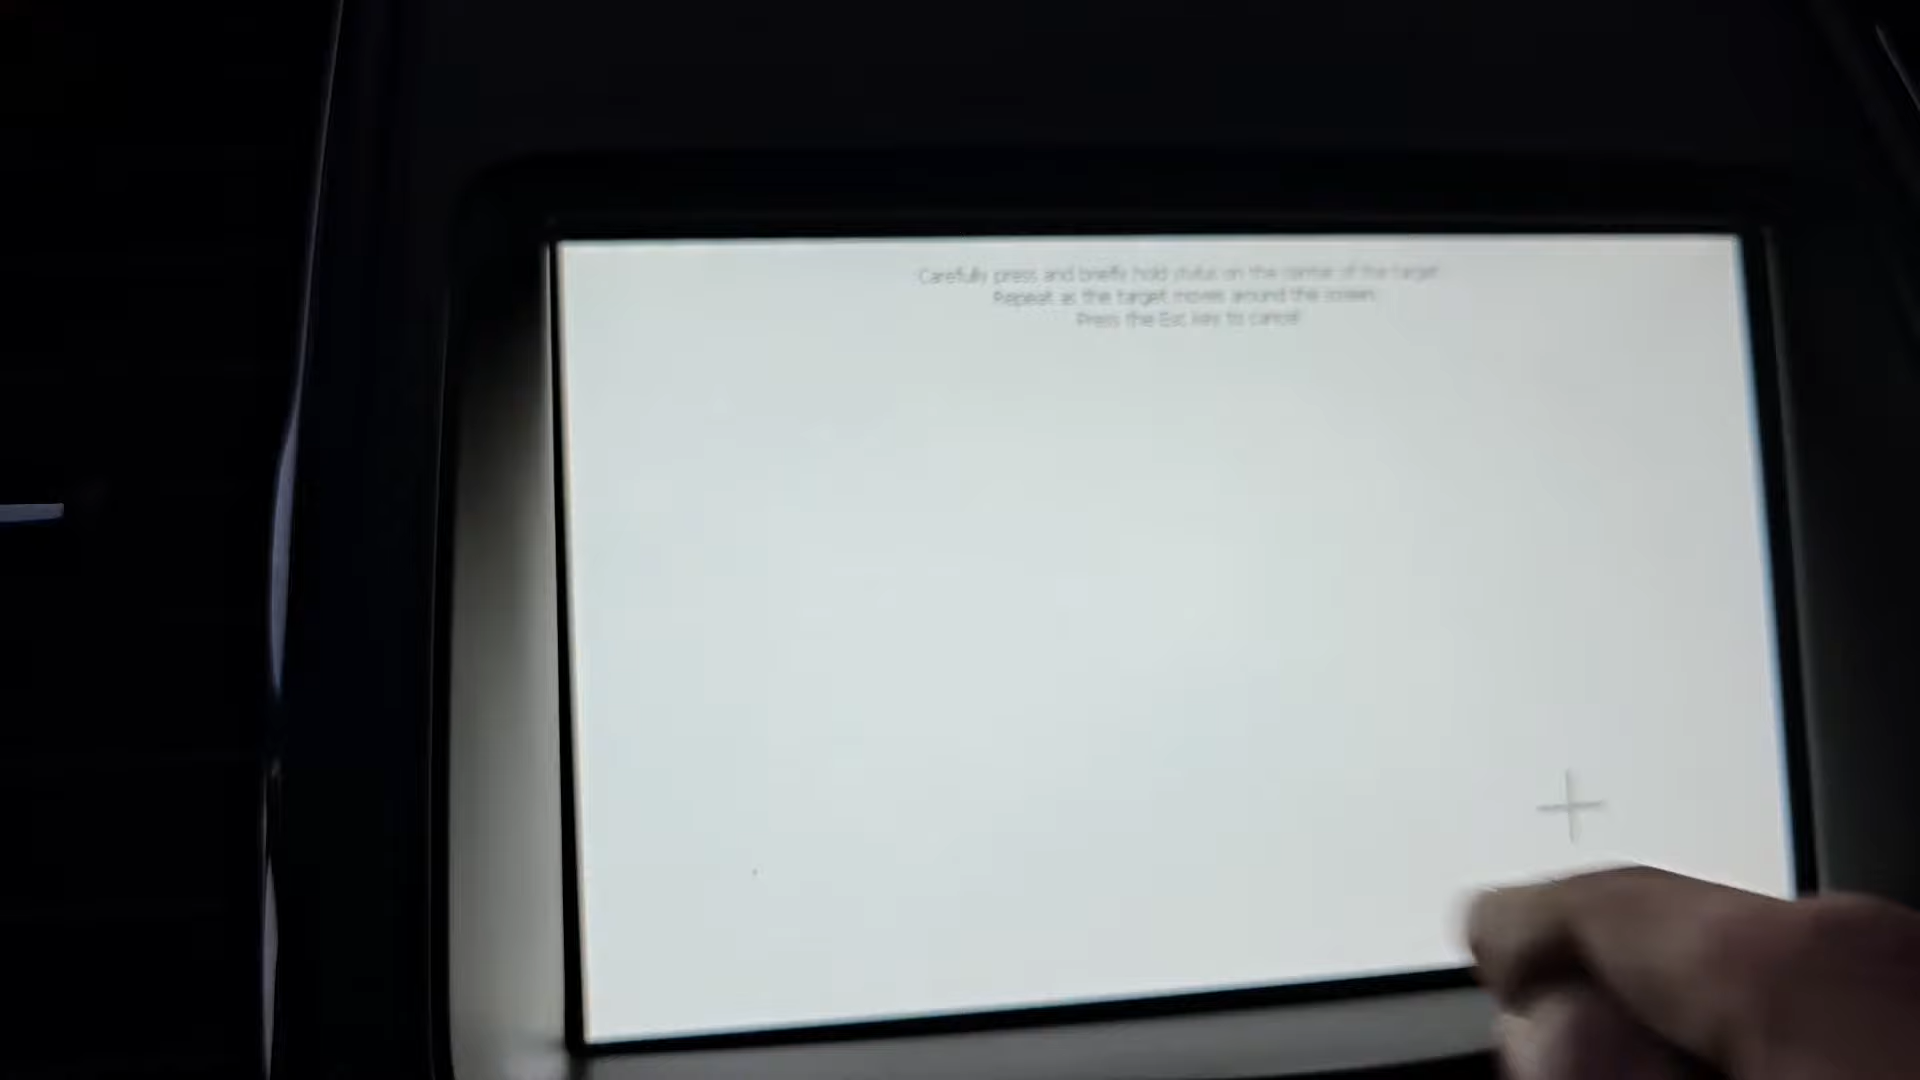 Carefully press and briefly hold stylus on the center of the target.
Repeat as the target moves around the screen.
Press the Esc key to cancel.